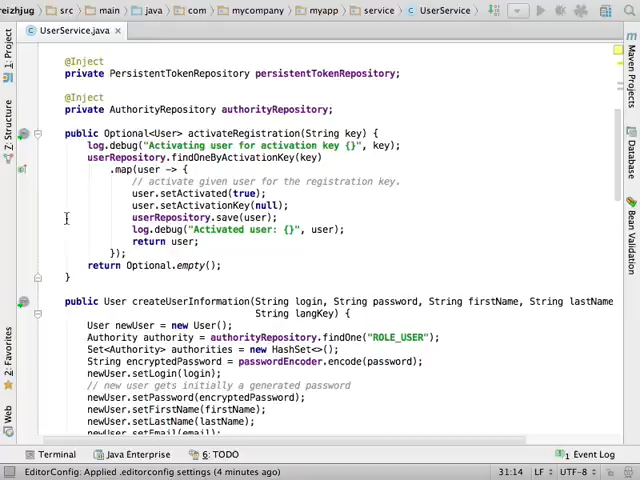 reizhjug src main java com mycompany myapp service UserService
UserService.java
@Inject
private PersistentTokenRepository persistentTokenRepository;
@Inject
private AuthorityRepository authorityRepository;
public Optional<User> activateRegistration(String key) {
log.debug("Activating user for activation key {}", key);
userRepository.findOneByActivationKey(key)
.map(user -> {
// activate given user for the registration key.
user.setActivated(true);
user.setActivationKey(null);
userRepository.save(user);
log.debug("Activated user: {}", user);
return user;
});
return Optional.empty();
}
public User createUserInformation(String login, String password, String firstName, String lastName
String langKey) {
User newUser = new User();
Authority authority = authorityRepository.findOne("ROLE_USER");
Set<Authority> authorities = new HashSet<>();
String encryptedPassword = passwordEncoder.encode(password);
newUser.setLogin(login);
// new user gets initially a generated password
newUser.setPassword(encryptedPassword);
newUser.setFirstName(firstName);
newUser.setLastName(lastName);
newUser.setEmail(email);
1: Project
7: Structure
2: Favorites
Web
Maven Projects
Database
Bean Validation
Terminal Java Enterprise 6: TODO 1 Event Log
EditorConfig: Applied .editorconfig settings (4 minutes ago) 31:14 LF UTF-8